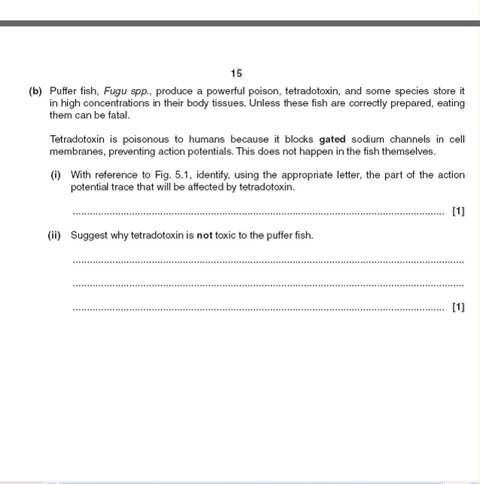 15
(b) Puffer fish, Fugu spp., produce a powerful poison, tetradotoxin, and some species store it
in high concentrations in their body tissues. Unless these fish are correctly prepared, eating
them can be fatal.
Tetradotoxin is poisonous to humans because it blocks gated sodium channels in cell
membranes, preventing action potentials. This does not happen in the fish themselves.
(i) With reference to Fig. 5.1, identify, using the appropriate letter, the part of the action
potential trace that will be affected by tetradotoxin.
[1]
(ii) Suggest why tetradotoxin is not toxic to the puffer fish.
[1]